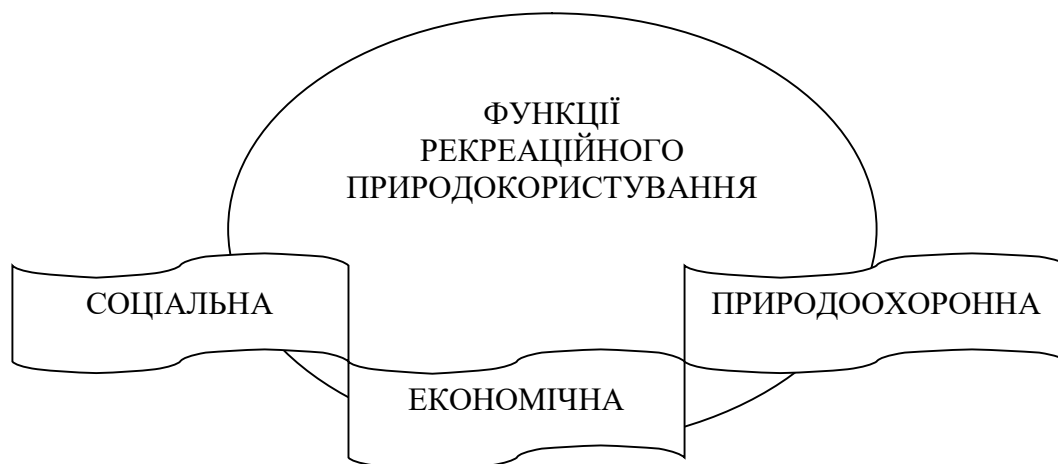 ФУНКЦІЇ
РЕКРЕАЦІЙНОГО
ПРИРОДОКОРИСТУВАННЯ
СОЦІАЛЬНА
ПРИРОДООХОРОННА
ЕКОНОМІЧНА